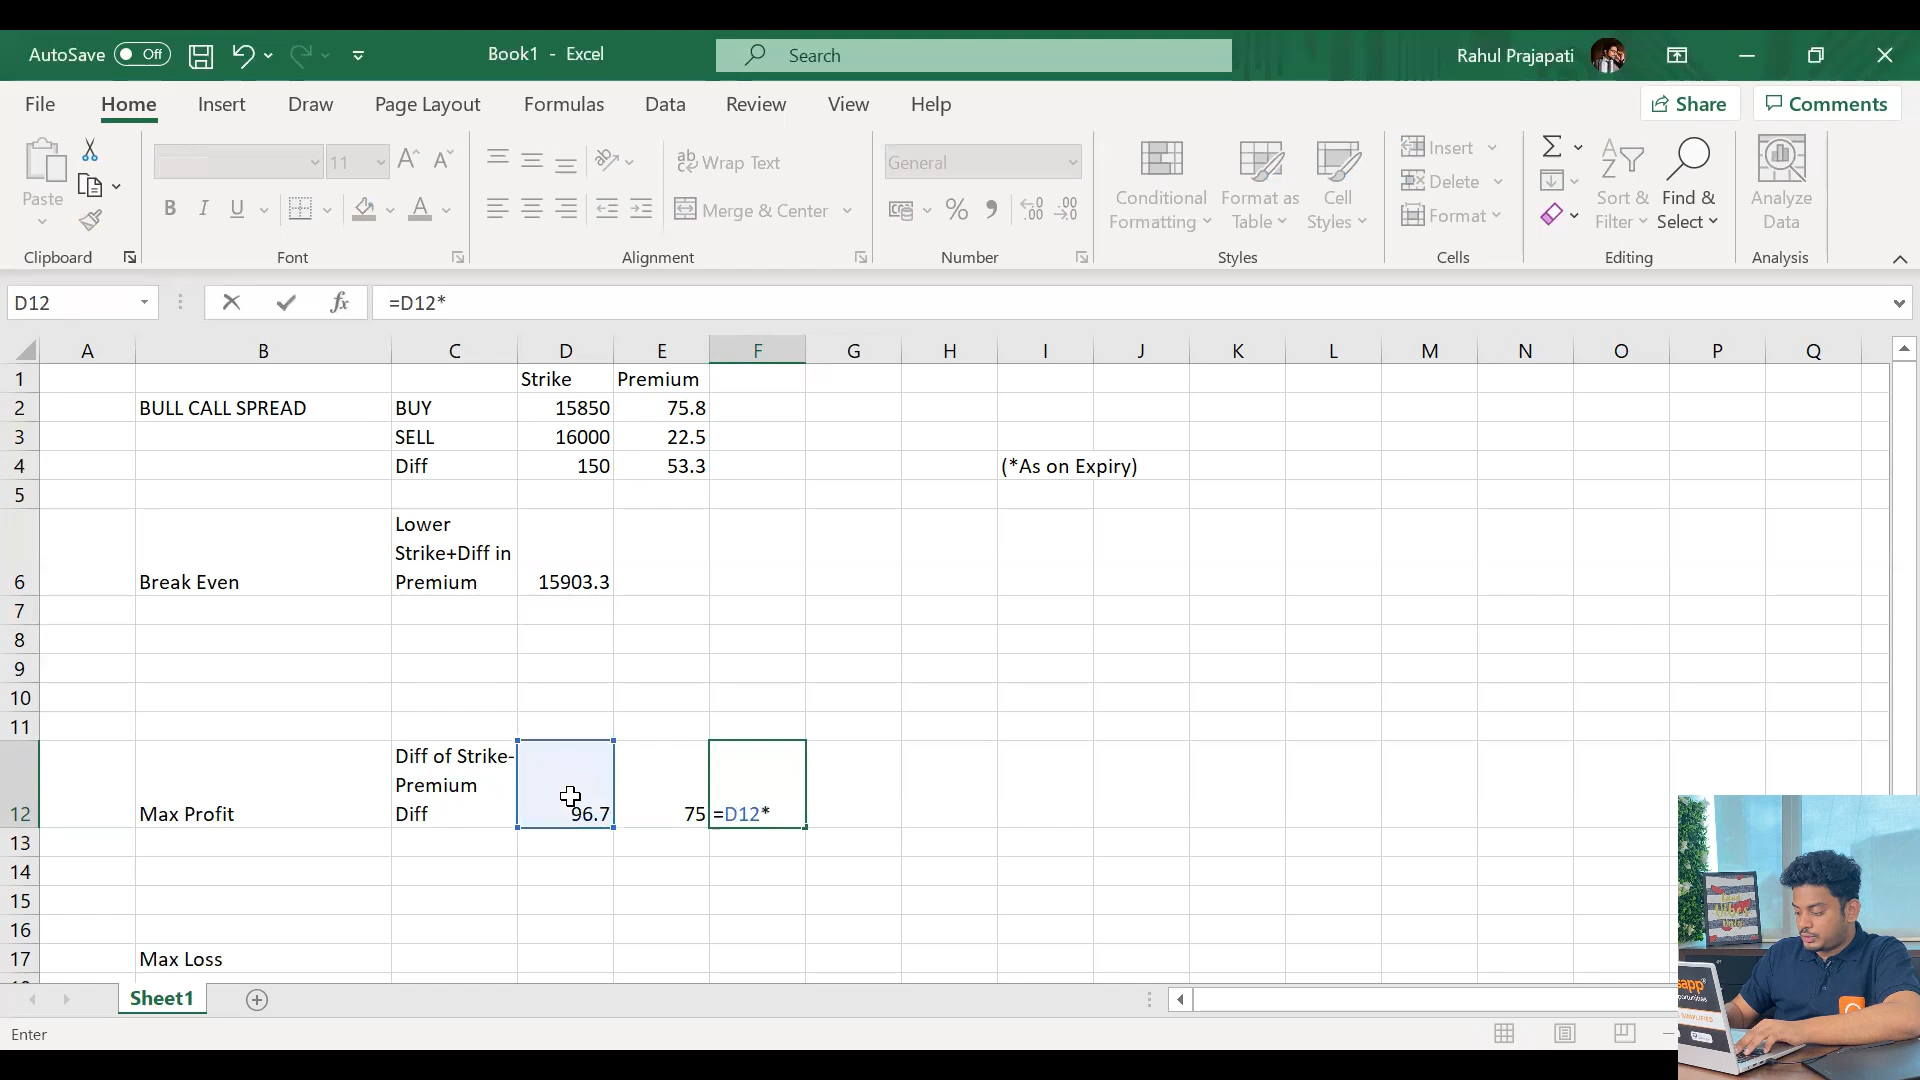 AutoSave Off Book1 - Excel Search Rahul Prajapati
File Home Insert Draw Page Layout Formulas Data Review View Help Share Comments
Paste
11
Wrap Text
Merge & Center
General
Conditional Formatting
Format as Table
Cell Styles
Insert
Delete
Format
Sort & Filter
Find & Select
Analyze Data
Clipboard Font Alignment Number Styles Cells Editing Analysis
D12 fx =D12*
A B C D E F G H I J K L M N O P Q
1 Strike Premium
2 BULL CALL SPREAD BUY 15850 75.8
3 SELL 16000 22.5
4 Diff 150 53.3 (*As on Expiry)
5
Lower
Strike+Diff in
6 Break Even Premium 15903.3
7
8
9
10
11
Diff of Strike-
Premium
12 Max Profit Diff 96.7 75 =D12*
13
14
15
16
17 Max Loss
Sheet1
Enter